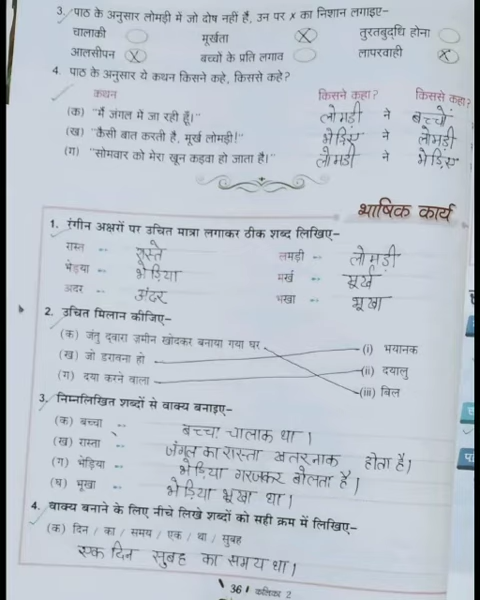 3. पाठ के अनुसार लोमड़ी में जो दोष नहीं हैं, उन पर x का निशान लगाइए-
चालाकी मूर्खता x तुरतबुद्धि होना
आलसीपन x बच्चों के प्रति लगाव लापरवाही x
4. पाठ के अनुसार ये कथन किसने कहे, किससे कहे?
कथन किसने कहा? किससे कहा?
(क) "मैं जंगल में जा रही हूँ।" लोमड़ी ने बच्चों
(ख) "कैसी बात करती है, मूर्ख लोमड़ी!" भेड़िए ने लोमड़ी
(ग) "सोमवार को मेरा खून कड़वा हो जाता है।" लोमड़ी ने भेड़िए
भाषिक कार्य
1. रंगीन अक्षरों पर उचित मात्रा लगाकर ठीक शब्द लिखिए-
रास्त रास्ते लमड़ी लोमड़ी
भेड़या भेड़िया मर्ख मूर्ख
अदर अंदर भखा भूखा
2. उचित मिलान कीजिए-
(क) जंतु द्वारा ज़मीन खोदकर बनाया गया घर (i) भयानक
(ख) जो डरावना हो (ii) दयालु
(ग) दया करने वाला (iii) बिल
3. निम्नलिखित शब्दों से वाक्य बनाइए-
(क) बच्चा बच्चा चालाक था।
(ख) रास्ता जंगल का रास्ता खतरनाक होता है।
(ग) भेड़िया भेड़िया गरजकर बोलता है।
(घ) भूखा भेड़िया भूखा था।
4. वाक्य बनाने के लिए नीचे लिखे शब्दों को सही क्रम में लिखिए-
(क) दिन / का / समय / एक / था / सुबह
एक दिन सुबह का समय था।
36 कलिका 2